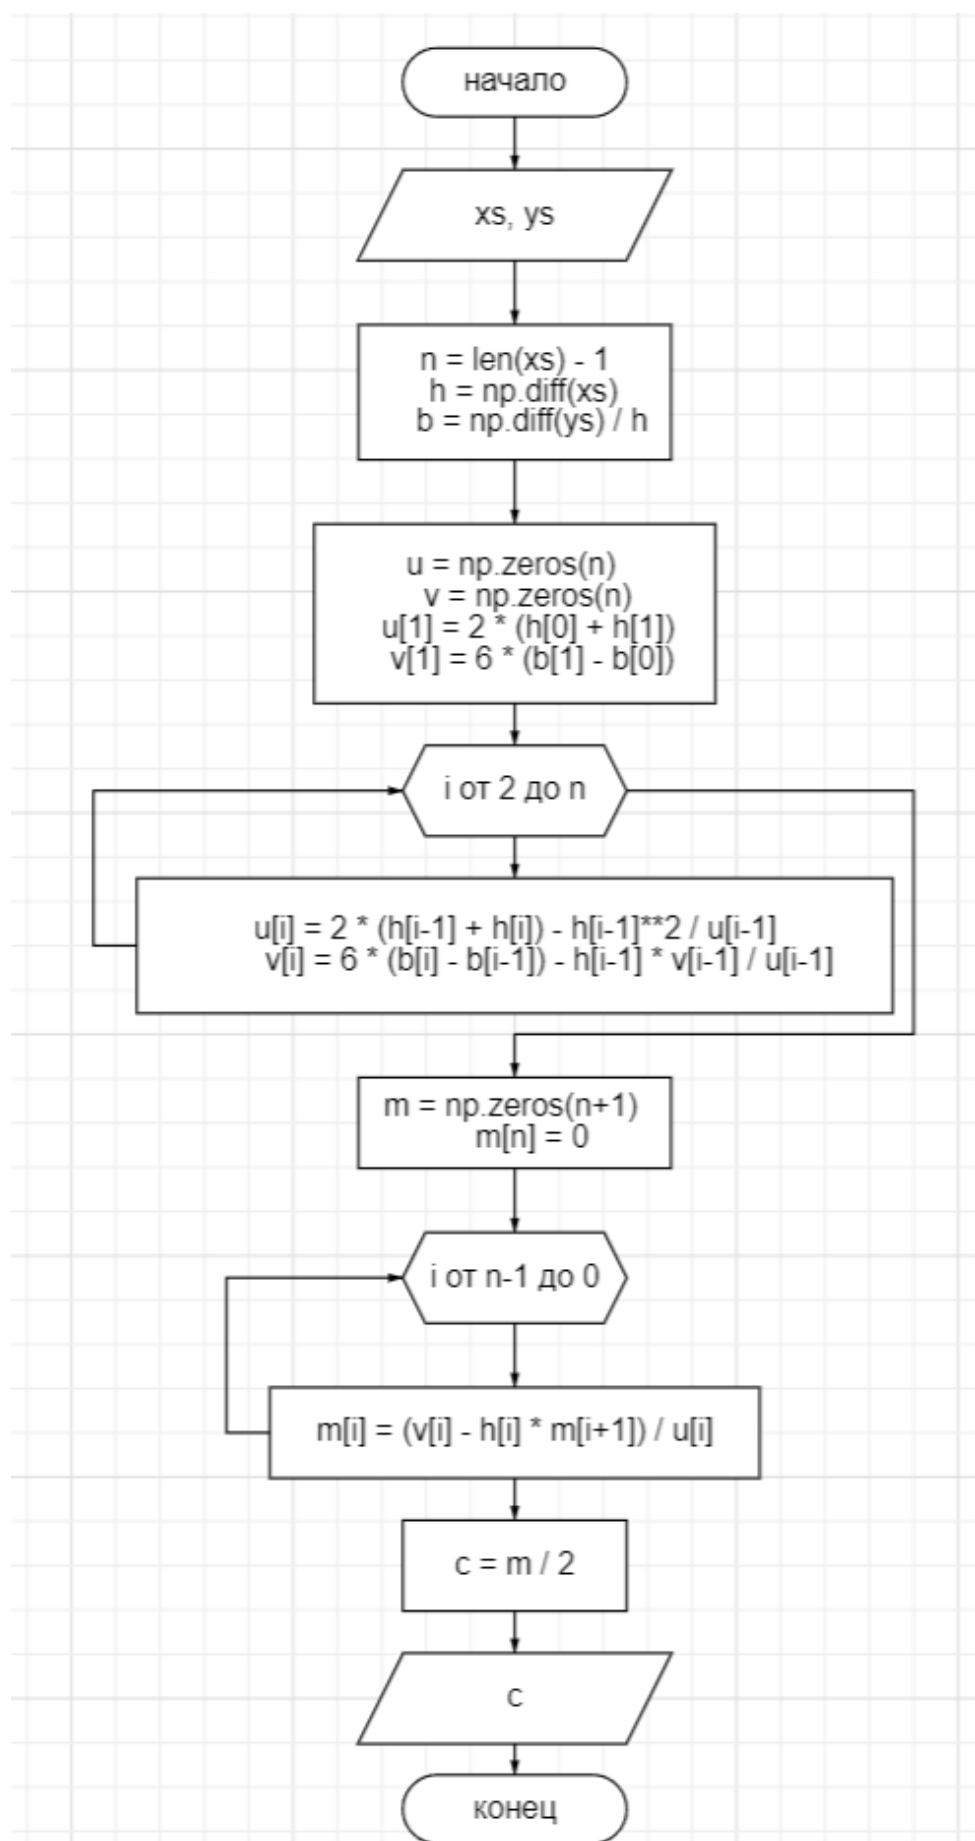 начало
xs, ys
n = len(xs) - 1
h = np.diff(xs)
b = np.diff(ys) / h
u = np.zeros(n)
v = np.zeros(n)
u[1] = 2 * (h[0] + h[1])
v[1] = 6 * (b[1] - b[0])
i от 2 до n
u[i] = 2 * (h[i-1] + h[i]) - h[i-1]**2 / u[i-1]
v[i] = 6 * (b[i] - b[i-1]) - h[i-1] * v[i-1] / u[i-1]
m = np.zeros(n+1)
m[n] = 0
i от n-1 до 0
m[i] = (v[i] - h[i] * m[i+1]) / u[i]
c = m / 2
c
конец